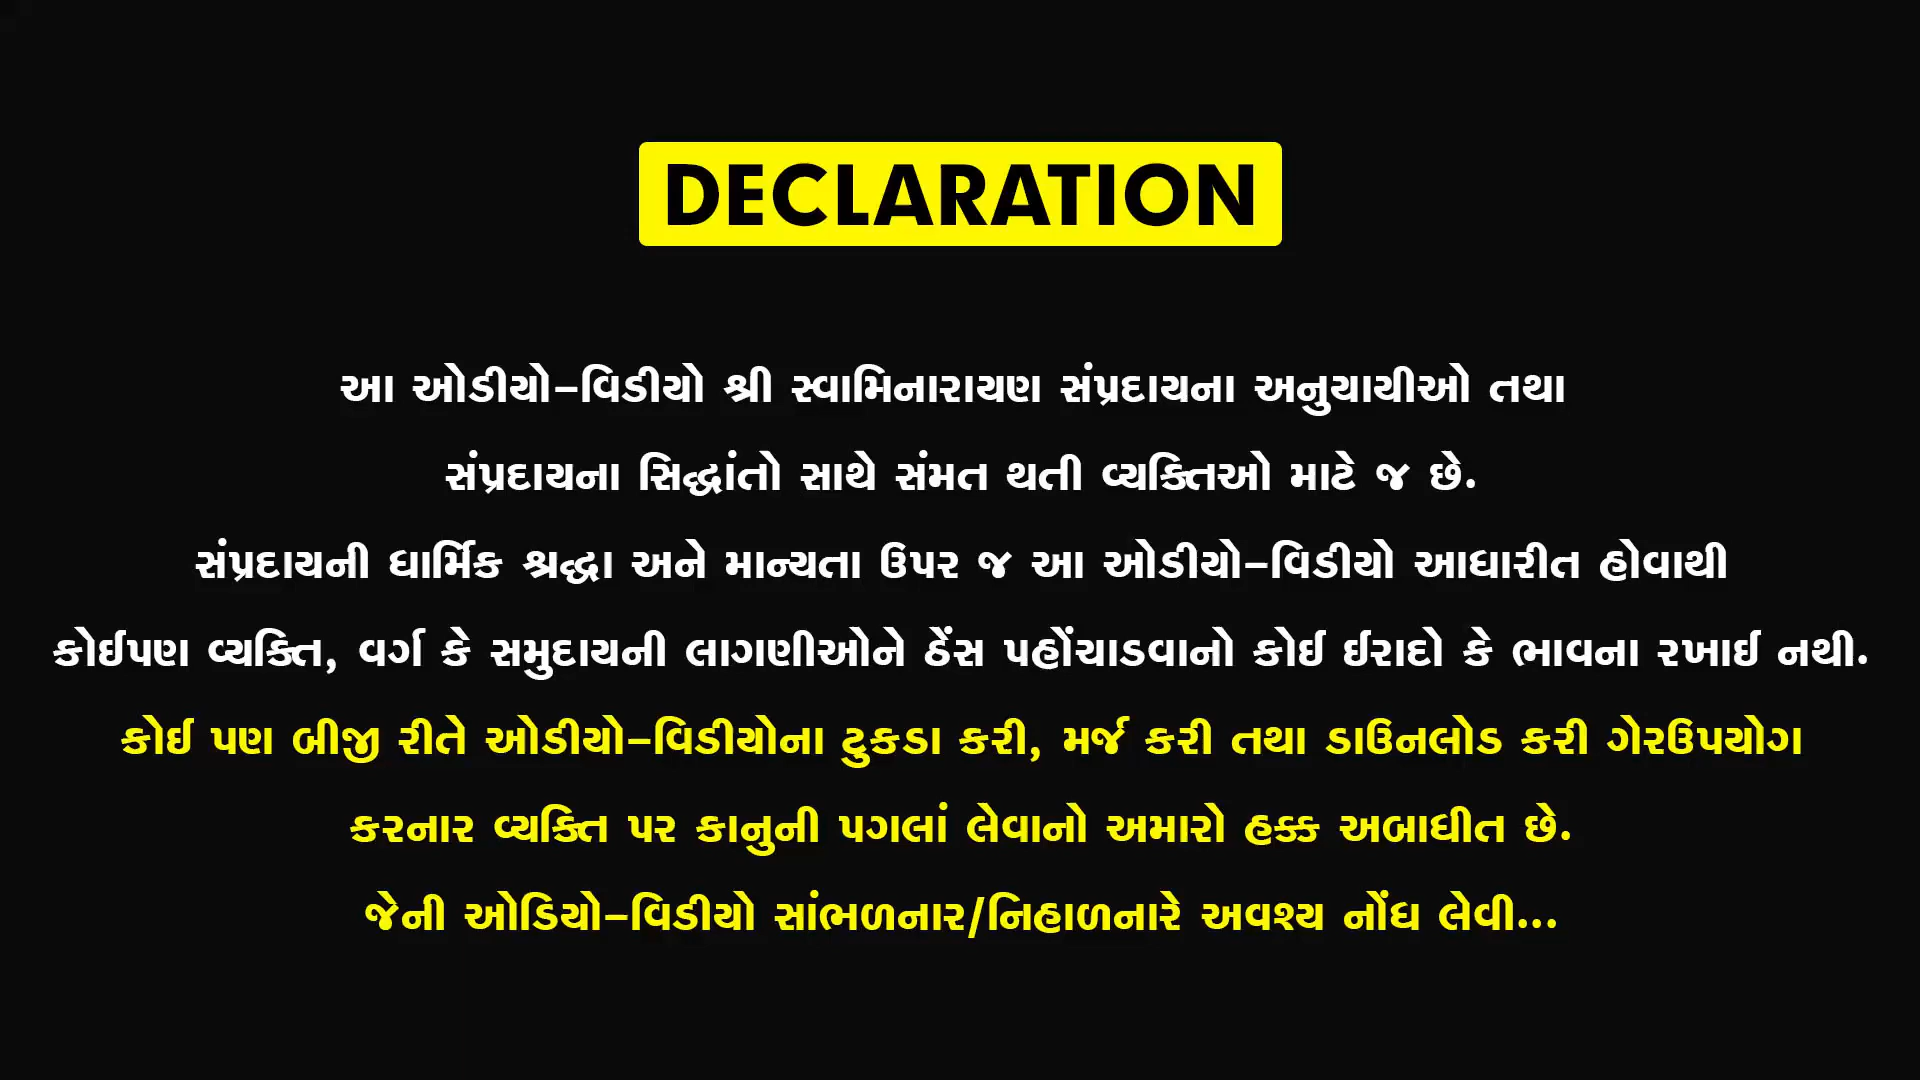 DECLARATION
આ ઓડીયો-વિડીયો શ્રી સ્વામિનારાયણ સંપ્રદાયના અનુયાયીઓ તથા
સંપ્રદાયના સિદ્ધાંતો સાથે સંમત થતી વ્યક્તિઓ માટે જ છે.
સંપ્રદાયની ધાર્મિક શ્રદ્ધા અને માન્યતા ઉપર જ આ ઓડીયો-વિડીયો આધારીત હોવાથી
કોઈપણ વ્યક્તિ, વર્ગ કે સમુદાયની લાગણીઓને ઠેંસ પહોંચાડવાનો કોઈ ઈરાદો કે ભાવના રખાઈ નથી.
કોઈ પણ બીજી રીતે ઓડીયો-વિડીયોના ટુકડા કરી, મર્જ કરી તથા ડાઉનલોડ કરી ગેરઉપયોગ
કરનાર વ્યક્તિ પર કાનુની પગલાં લેવાનો અમારો હક્ક અબાધીત છે.
જેની ઓડિયો-વિડીયો સાંભળનાર/નિહાળનારે અવશ્ય નોંધ લેવી...